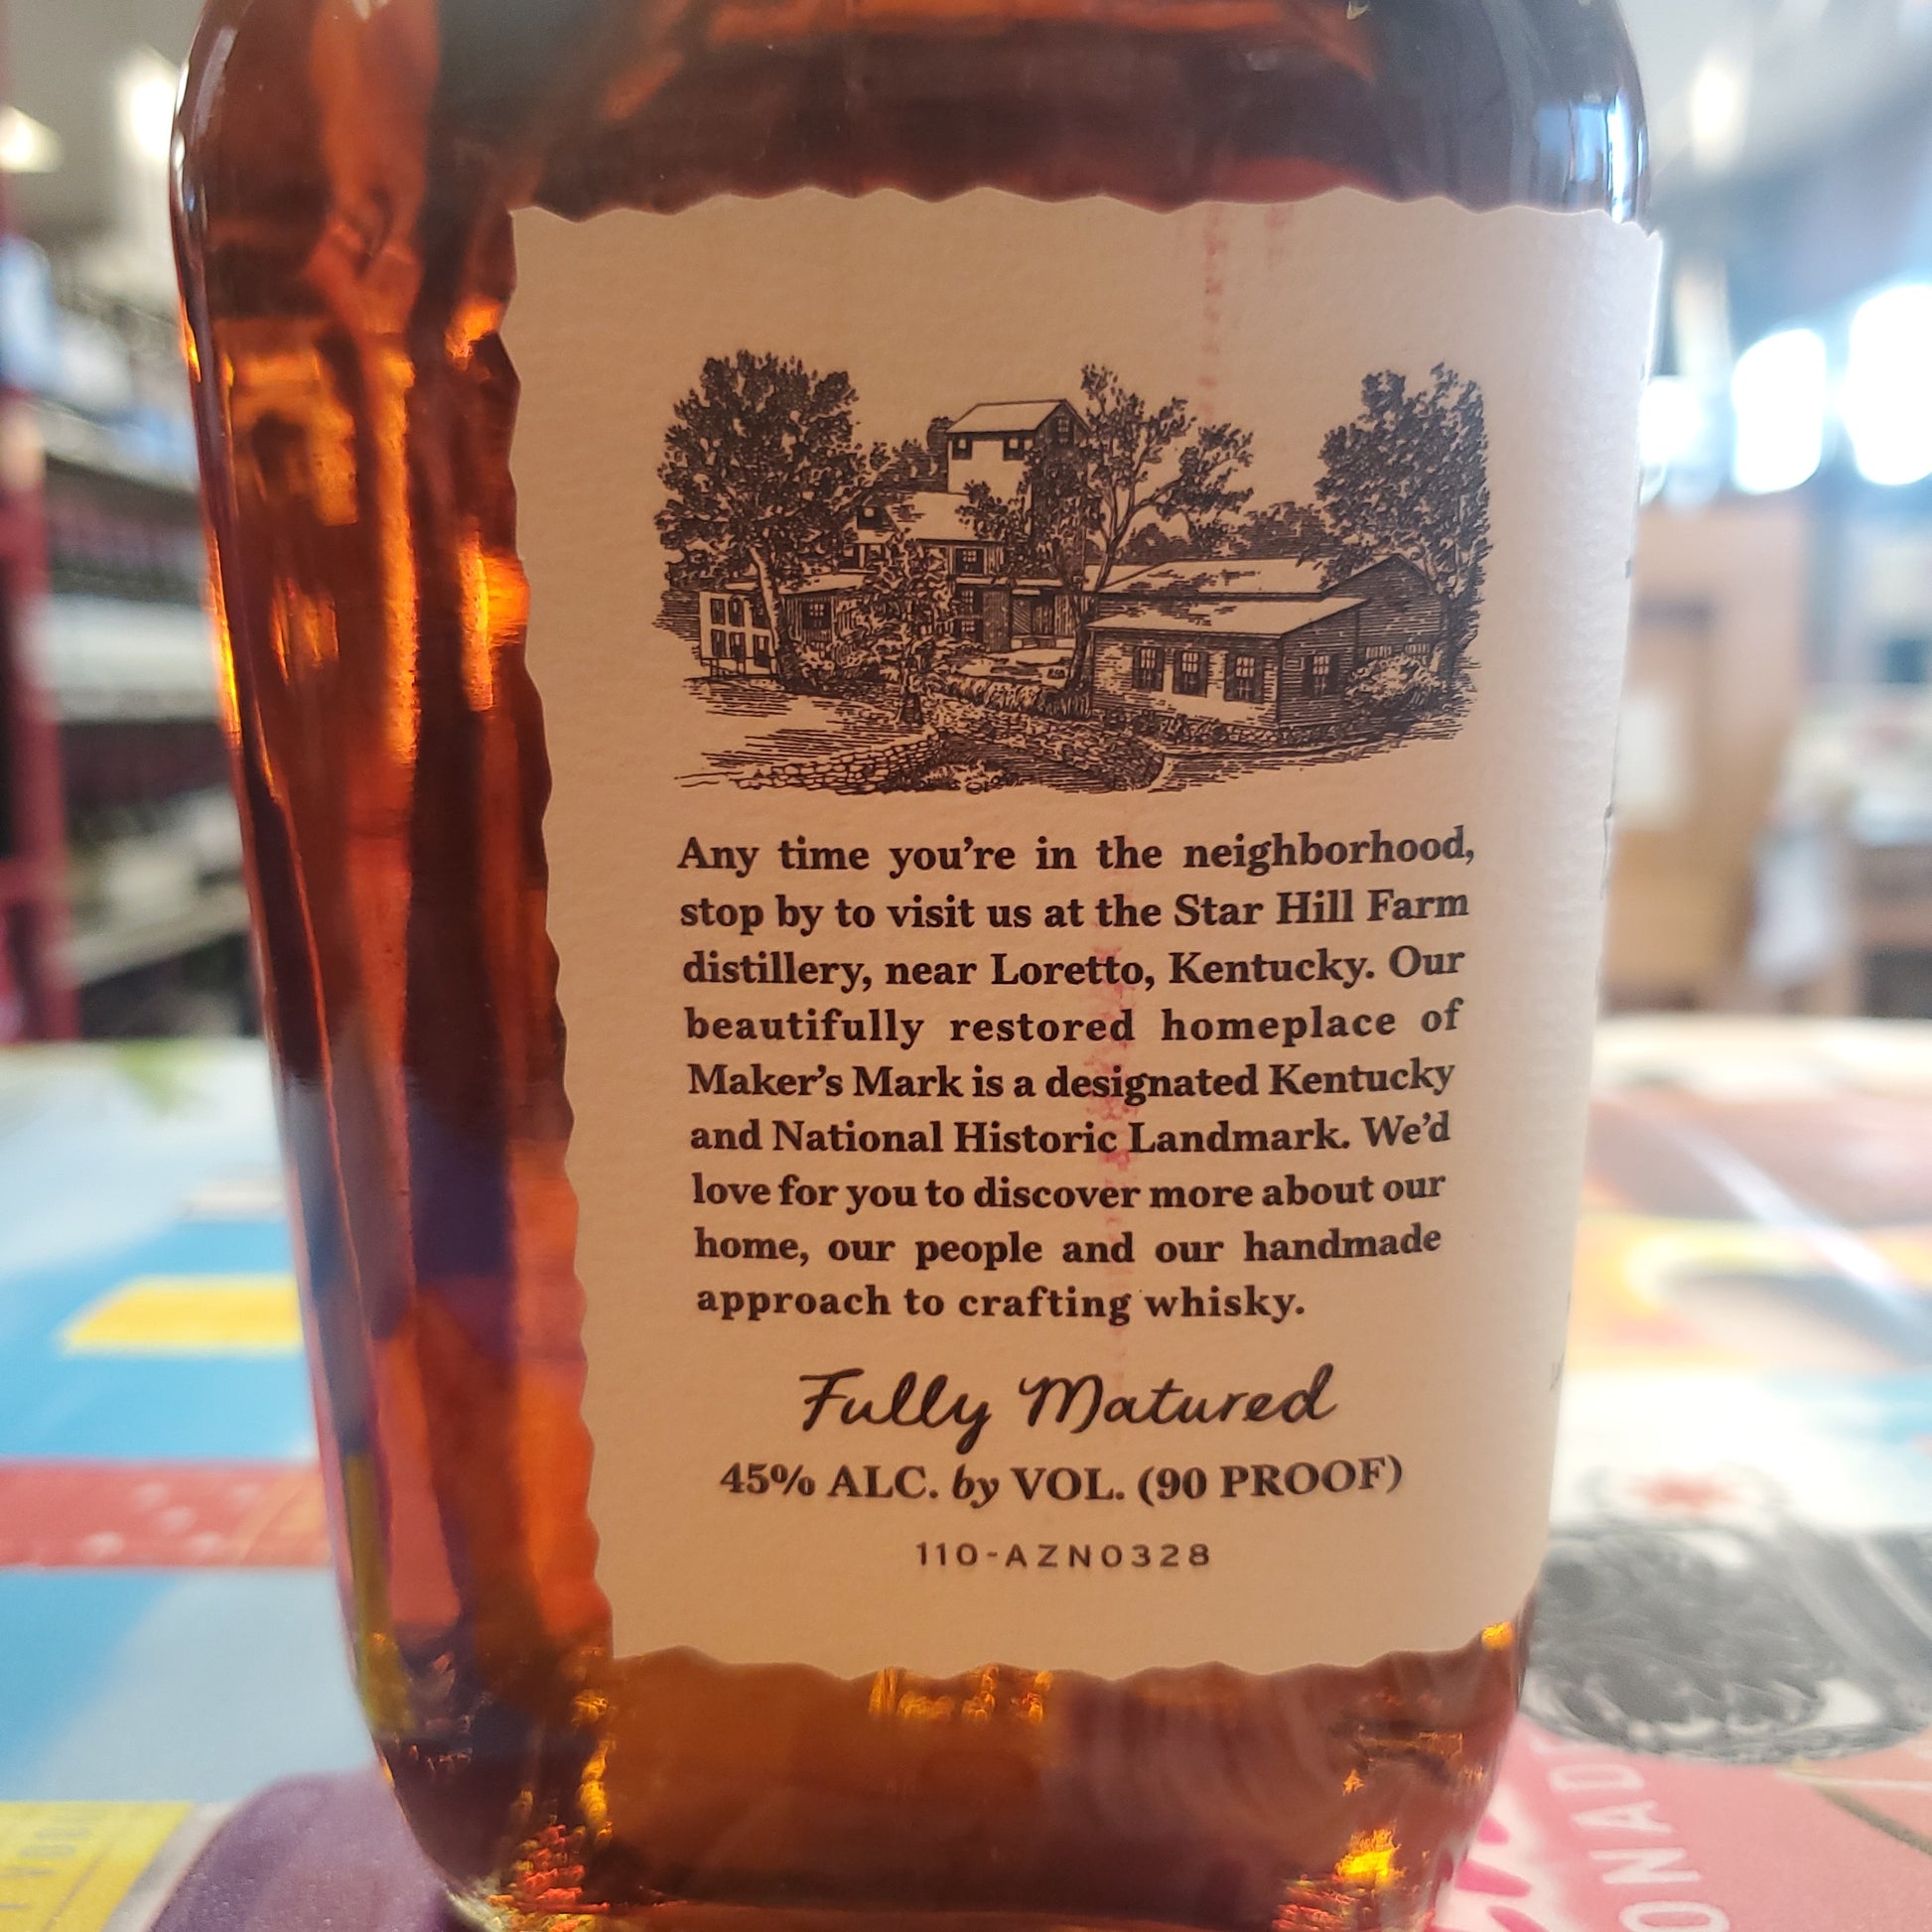 Any time you're in the neighborhood,
stop by to visit us at the Star Hill Farm
distillery, near Loretto, Kentucky. Our
beautifully restored homeplace of
Maker's Mark is a designated Kentucky
and National Historic Landmark. We'd
love for you to discover more about our
home, our people and our handmade
approach to crafting whisky.
Fully Matured
45% ALC. by VOL. (90 PROOF)
110-AZN0328